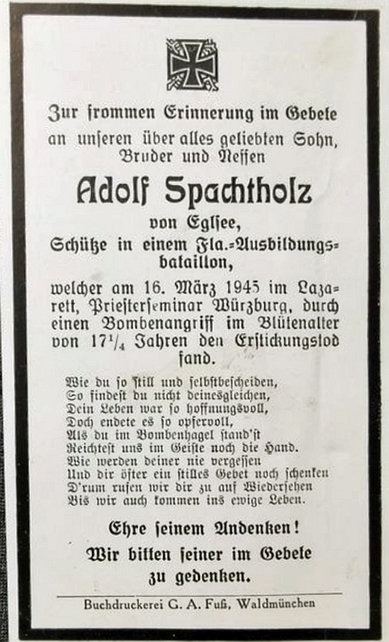 Zur frommen Erinnerung im Gebete
an unseren über alles geliebten Sohn,
Bruder und Neffen
Adolf Spachtholz
von Eglsee,
Schütze in einem Fla.-Ausbildungs-
bataillon,
welcher am 16. März 1945 im Laza-
rett, Priesterseminar Würzburg, durch
einen Bombenangriff im Blütenalter
von 17¼ Jahren den Erstickungstod
fand.
Wie du so still und selbstbescheiden,
So findest du nicht deinesgleichen,
Dein Leben war so hoffnungsvoll,
Doch endete es so opfervoll,
Als du im Bombenhagel stand'st
Reichtest uns im Geiste noch die Hand.
Wie werden deiner nie vergessen
Und dir öfter ein stilles Gebet noch schenken
D'rum rufen wir dir zu auf Wiedersehen
Bis wir auch kommen ins ewige Leben.
Ehre seinem Andenken!
Wir bitten seiner im Gebete
zu gedenken.
Buchdruckerei G. A. Fuß, Waldmünchen